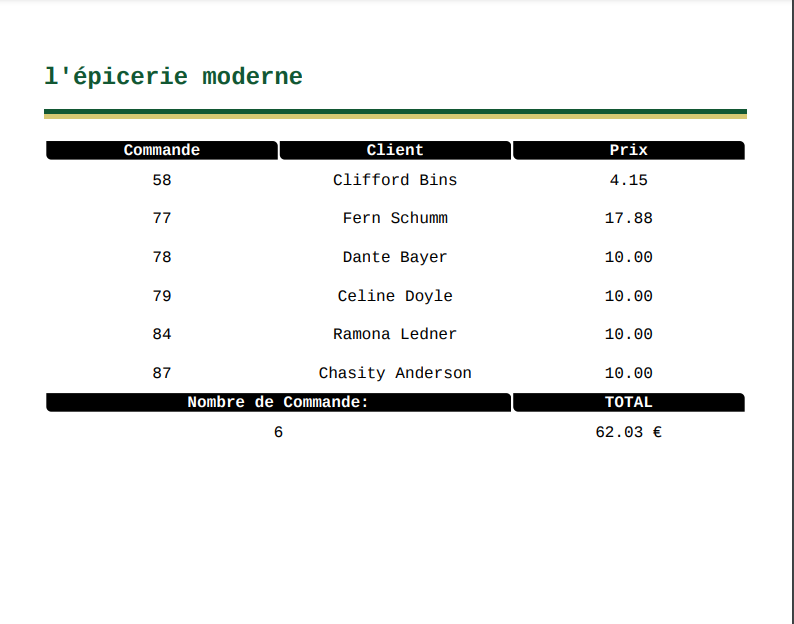 l'épicerie moderne
Commande Client Prix
58 Clifford Bins 4.15
77 Fern Schumm 17.88
78 Dante Bayer 10.00
79 Celine Doyle 10.00
84 Ramona Ledner 10.00
87 Chasity Anderson 10.00
Nombre de Commande: TOTAL
6 62.03 €